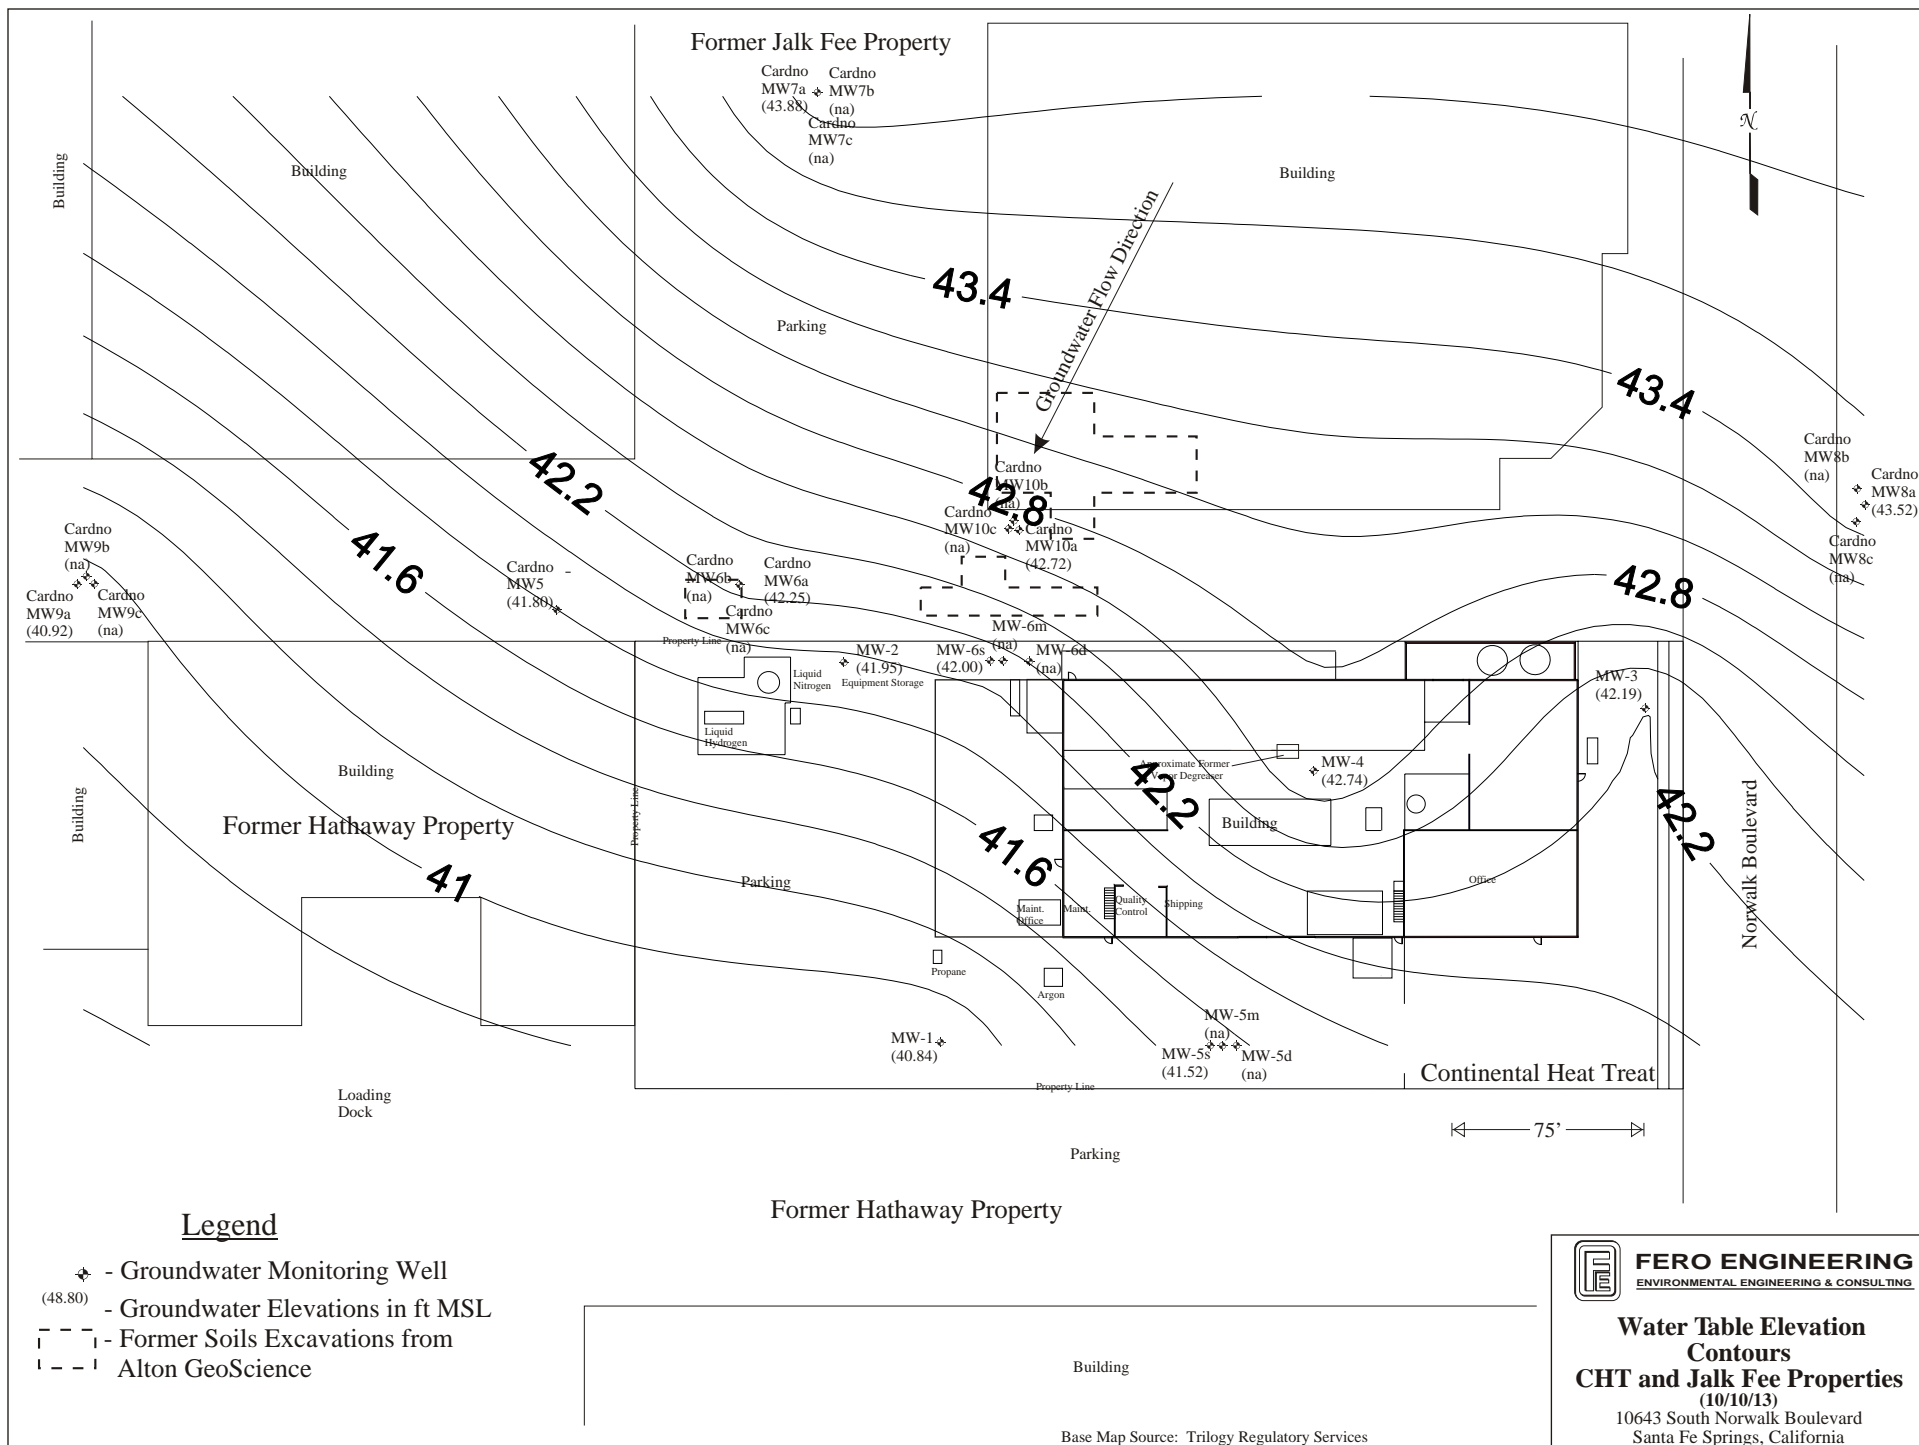 Former Jalk Fee Property
Cardno
MW7a
(43.88)
Cardno
MW7b
(na)
Cardno
MW7c
(na)
N
Building
Building
Building
Groundwater Flow Direction
43.4
Parking
43.4
Cardno
MW8b
(na)
Cardno
MW8a
(43.52)
Cardno
MW8c
(na)
42.2
Cardno
MW10b
(na)
42.8
Cardno
MW10c
(na)
Cardno
MW10a
(42.72)
Cardno
MW9b
(na)
Cardno
MW9a
(40.92)
Cardno
MW9c
(na)
41.6
Cardno
MW5
(41.80)
Cardno
MW6b
(na)
Cardno
MW6a
(42.25)
Cardno
MW6c
(na)
42.8
Property Line
MW-2
(41.95)
Equipment Storage
MW-6m
(na)
MW-6s
(42.00)
MW-6d
(na)
Liquid
Nitrogen
Liquid
Hydrogen
MW-3
(42.19)
Approximate Former
Vapor Degreaser
MW-4
(42.74)
42.2
42.2
Building
Building
Building
Property Line
Former Hathaway Property
Norwalk Boulevard
41.6
41
Parking
Office
Maint.
Office
Maint.
Quality
Control
Shipping
Propane
Argon
MW-1
(40.84)
MW-5m
(na)
MW-5s
(41.52)
MW-5d
(na)
Continental Heat Treat
Property Line
Loading
Dock
75’
Parking
Former Hathaway Property
Legend
- Groundwater Monitoring Well
(48.80)
- Groundwater Elevations in ft MSL
- Former Soils Excavations from
Alton GeoScience
Building
Base Map Source: Trilogy Regulatory Services
FE
FERO ENGINEERING
ENVIRONMENTAL ENGINEERING & CONSULTING
Water Table Elevation
Contours
CHT and Jalk Fee Properties
(10/10/13)
10643 South Norwalk Boulevard
Santa Fe Springs, California